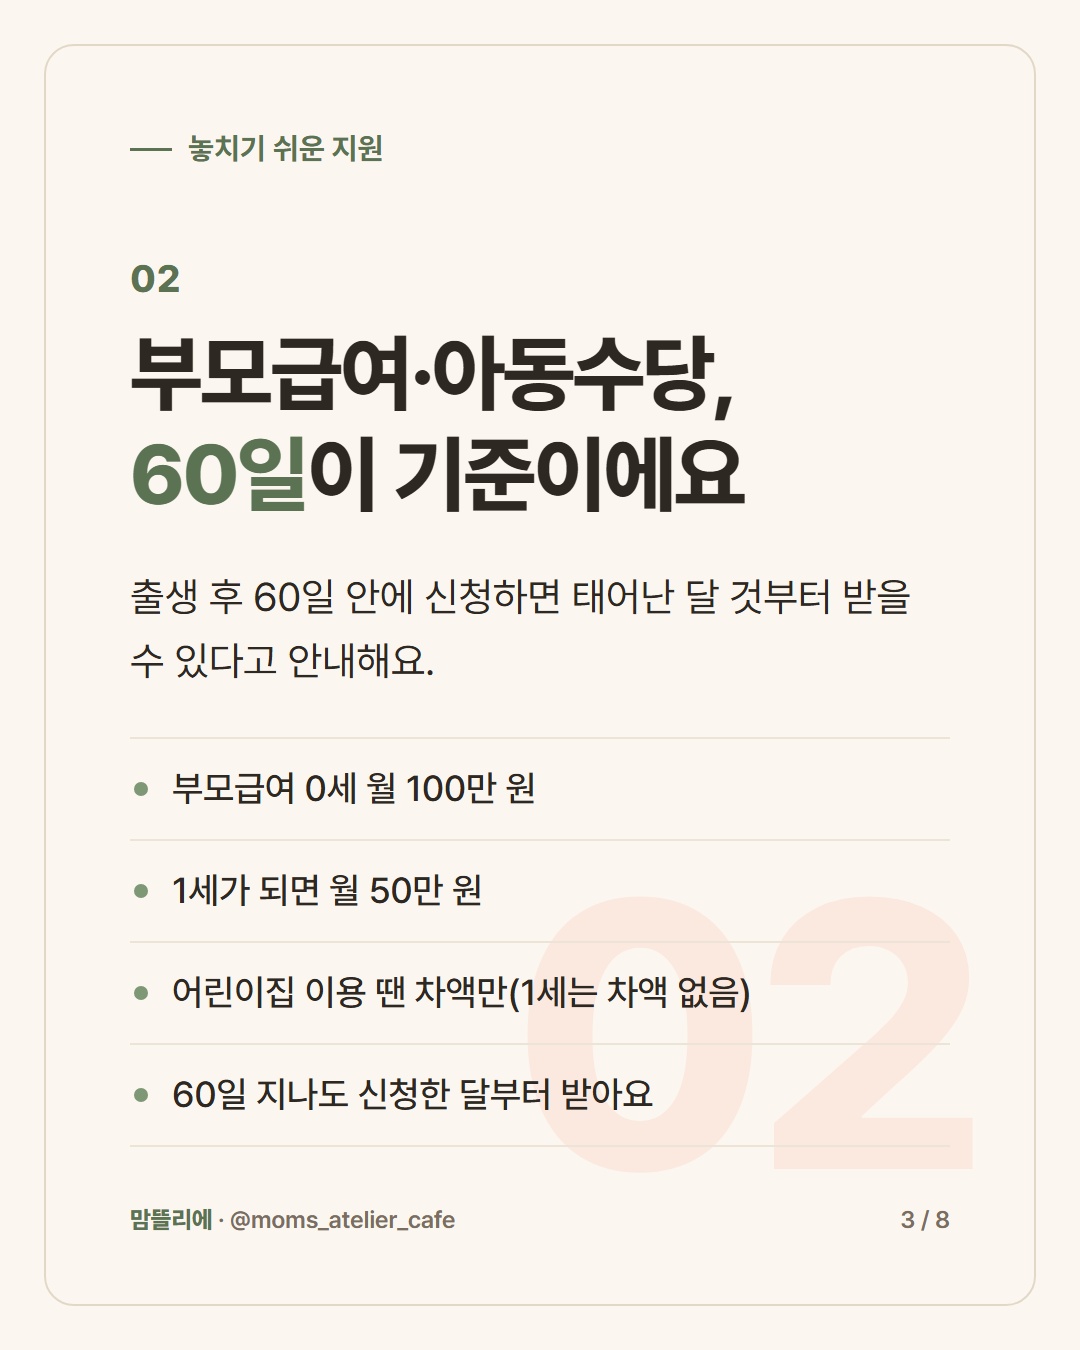 놓치기 쉬운 지원
02
부모급여·아동수당,
60일이 기준이에요
출생 후 60일 안에 신청하면 태어난 달 것부터 받을
수 있다고 안내해요.
부모급여 0세 월 100만 원
1세가 되면 월 50만 원
어린이집 이용 땐 차액만(1세는 차액 없음)
60일 지나도 신청한 달부터 받아요
02
맘뜰리에 · @moms_atelier_cafe
3 / 8